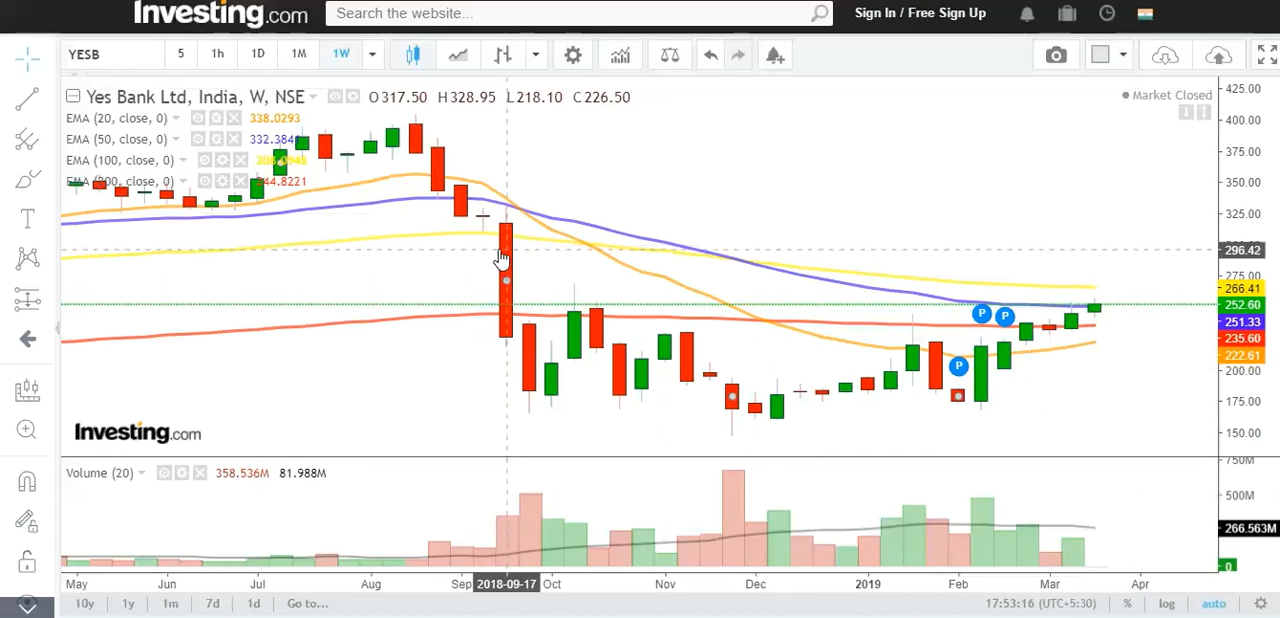 Investing.com Search the website... Sign In / Free Sign Up
YESB 5 1h 1D 1M 1W
Yes Bank Ltd, India, W, NSE O317.50 H328.95 L218.10 C226.50
Market Closed
EMA (20, close, 0) 338.0293
EMA (50, close, 0)
EMA (100, close, 0)
425.00
400.00
375.00
350.00
325.00
296.42
275.00
266.41
252.60
251.33
235.60
222.61
200.00
175.00
150.00
P P
P
Investing.com
Volume (20) 358.536M 81.988M
750M
500M
266.563M
0
May Jun Jul Aug Sep 2018-09-17 Oct Nov Dec 2019 Feb Mar Apr
10y 1y 1m 7d 1d Go to... 17:53:16 (UTC+5:30) % log auto